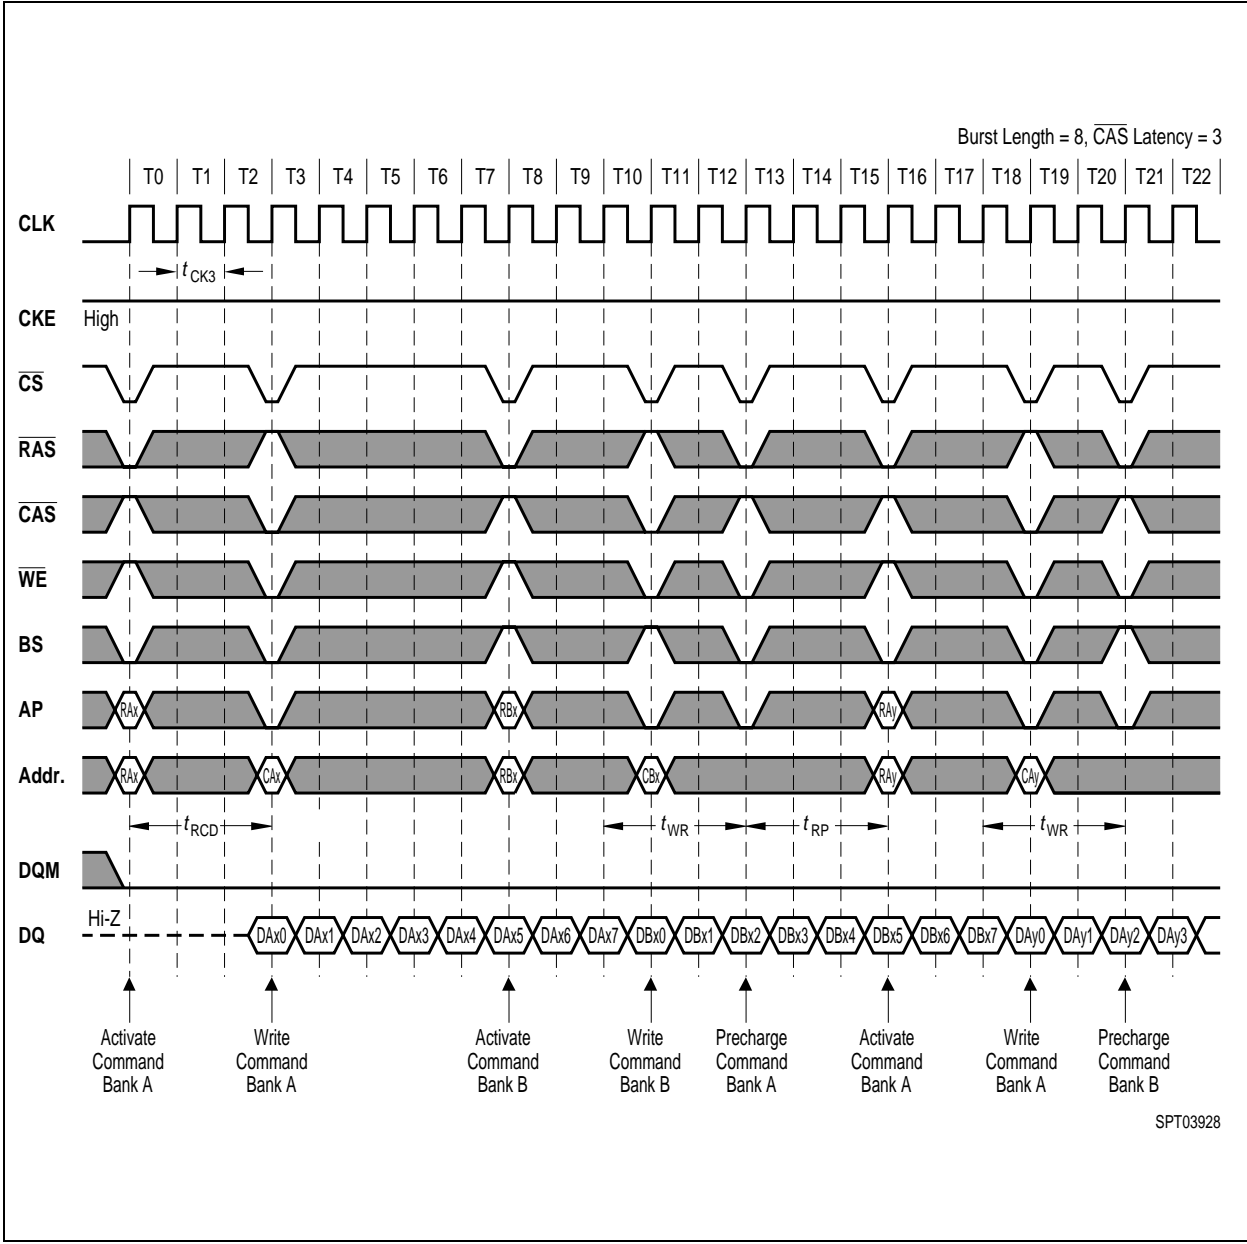 Burst Length = 8, CAS Latency = 3
T0 T1 T2 T3 T4 T5 T6 T7 T8 T9 T10 T11 T12 T13 T14 T15 T16 T17 T18 T19 T20 T21 T22
CLK
t CK3
CKE High
CS
RAS
CAS
WE
BS
AP RAx RBx RAy
Addr. RAx CAx RBx CBx RAy CAy
t RCD t WR t RP t WR
DQM
Hi-Z
DQ DAx0 DAx1 DAx2 DAx3 DAx4 DAx5 DAx6 DAx7 DBx0 DBx1 DBx2 DBx3 DBx4 DBx5 DBx6 DBx7 DAy0 DAy1 DAy2 DAy3
Activate Write Activate Write Precharge Activate Write Precharge
Command Command Command Command Command Command Command Command
Bank A Bank A Bank B Bank B Bank A Bank A Bank A Bank B
SPT03928